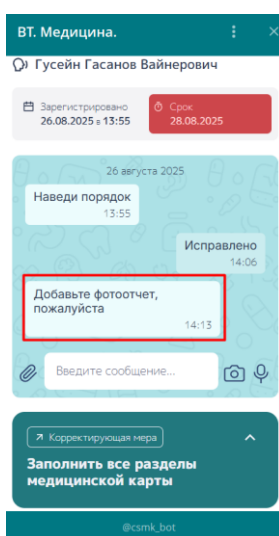 ВТ. Медицина.
Гусейн Гасанов Вайнерович
Зарегистрировано
26.08.2025 в 13:55
Срок
28.08.2025
26 августа 2025
Наведи порядок
13:55
Исправлено
14:06
Добавьте фотоотчет,
пожалуйста
14:13
Введите сообщение...
Корректирующая мера
Заполнить все разделы
медицинской карты
@csmk_bot